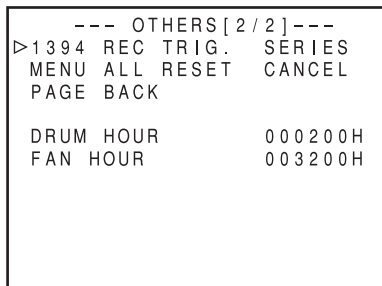 --- OTHERS[2/2]---
▷1394 REC TRIG. SERIES
MENU ALL RESET CANCEL
PAGE BACK
DRUM HOUR 000200H
FAN HOUR 003200H